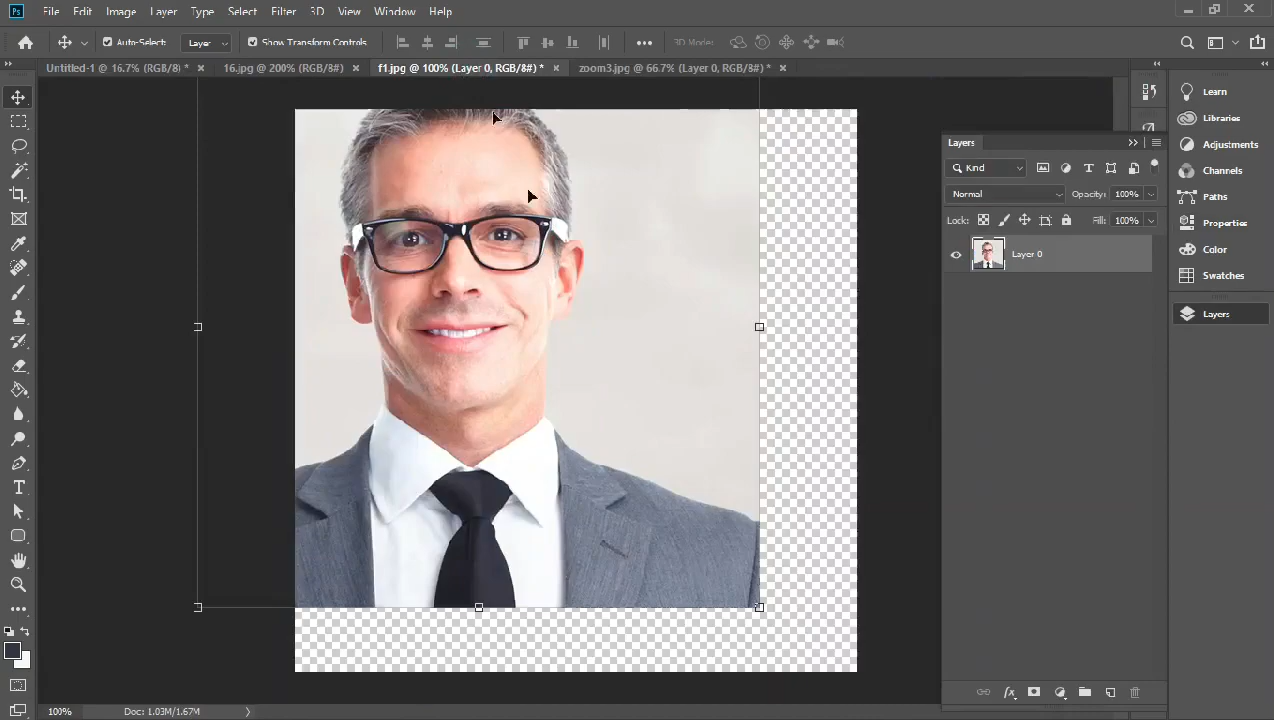 Ps File Edit Image Layer Type Select Filter 3D View Window Help
Auto-Select: Layer Show Transform Controls 3D Mode:
Untitled-1 @ 16.7% (RGB/8) * × 16.jpg @ 200% (RGB/8#) × f1.jpg @ 100% (Layer 0, RGB/8#) * × zoom3.jpg @ 66.7% (Layer 0, RGB/8#) * ×
Learn
Libraries
Adjustments
Channels
Paths
Properties
Color
Swatches
Layers
Layers
Kind
Normal Opacity: 100%
Lock: Fill: 100%
Layer 0
fx
100% Doc: 1.03M/1.67M